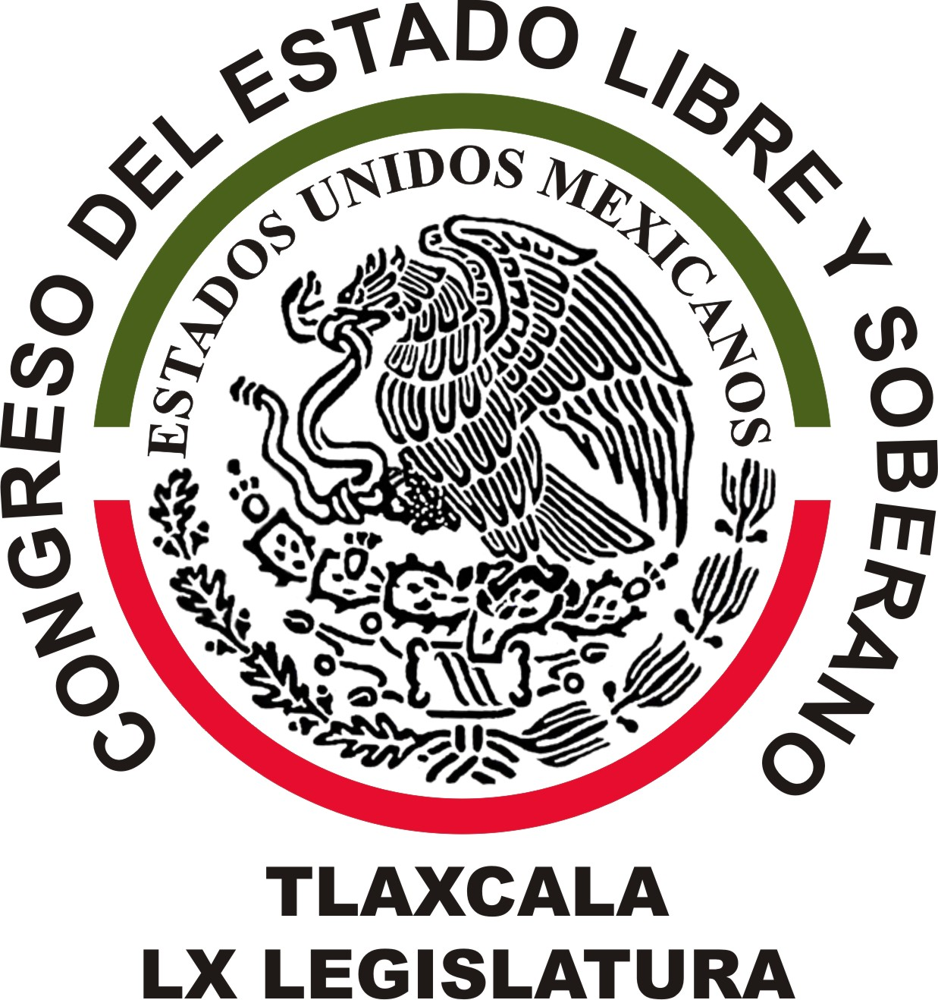 CONGRESO DEL ESTADO LIBRE Y SOBERANO
ESTADOS UNIDOS MEXICANOS
TLAXCALA
LX LEGISLATURA